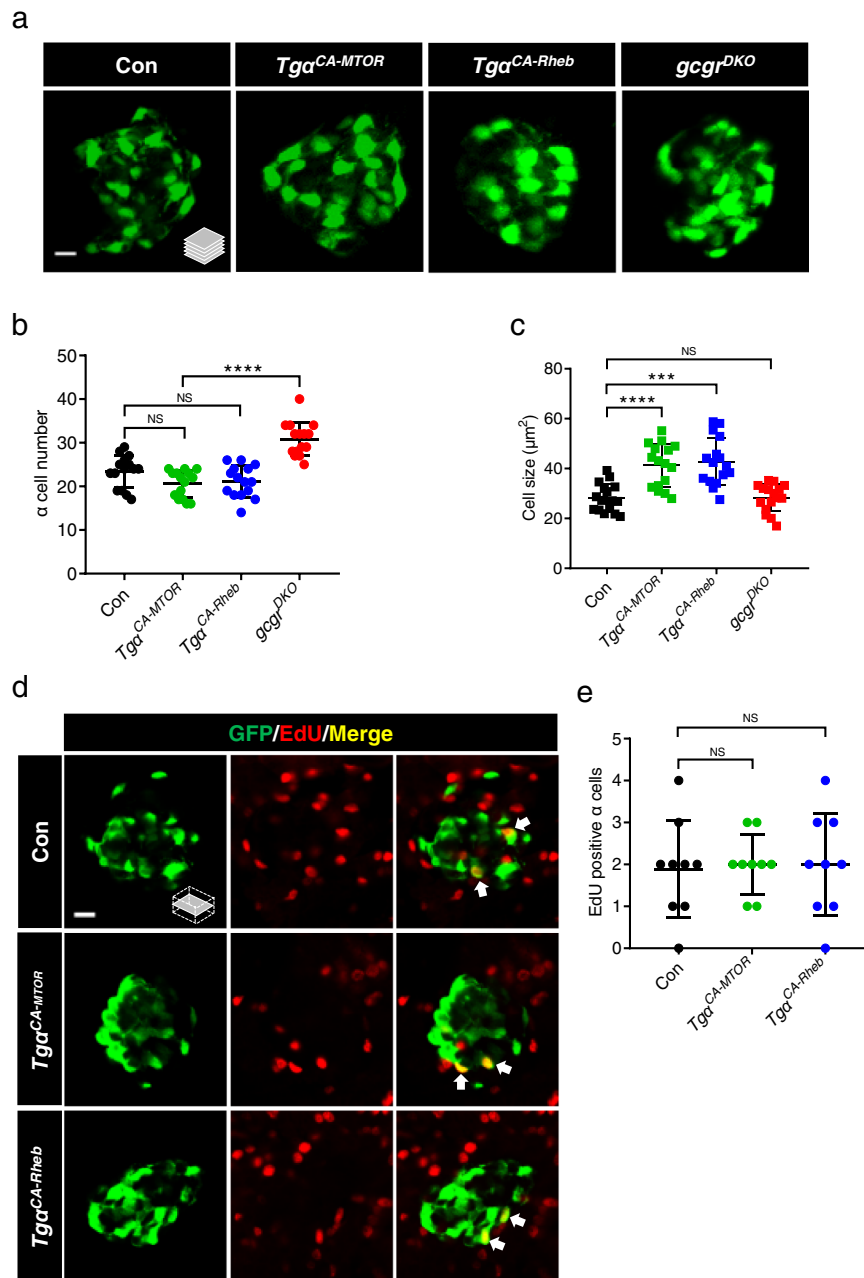 a
Con
Tgα^CA-MTOR
Tgα^CA-Rheb
gcgr^DKO
b
α cell number
50
40
30
20
10
0
****
NS
NS
Con
Tgα^CA-MTOR
Tgα^CA-Rheb
gcgr^DKO
c
Cell size (µm²)
80
60
40
20
0
NS
***
****
Con
Tgα^CA-MTOR
Tgα^CA-Rheb
gcgr^DKO
d
GFP/EdU/Merge
Con
Tgα^CA-MTOR
Tgα^CA-Rheb
e
EdU positive α cells
5
4
3
2
1
0
NS
NS
Con
Tgα^CA-MTOR
Tgα^CA-Rheb